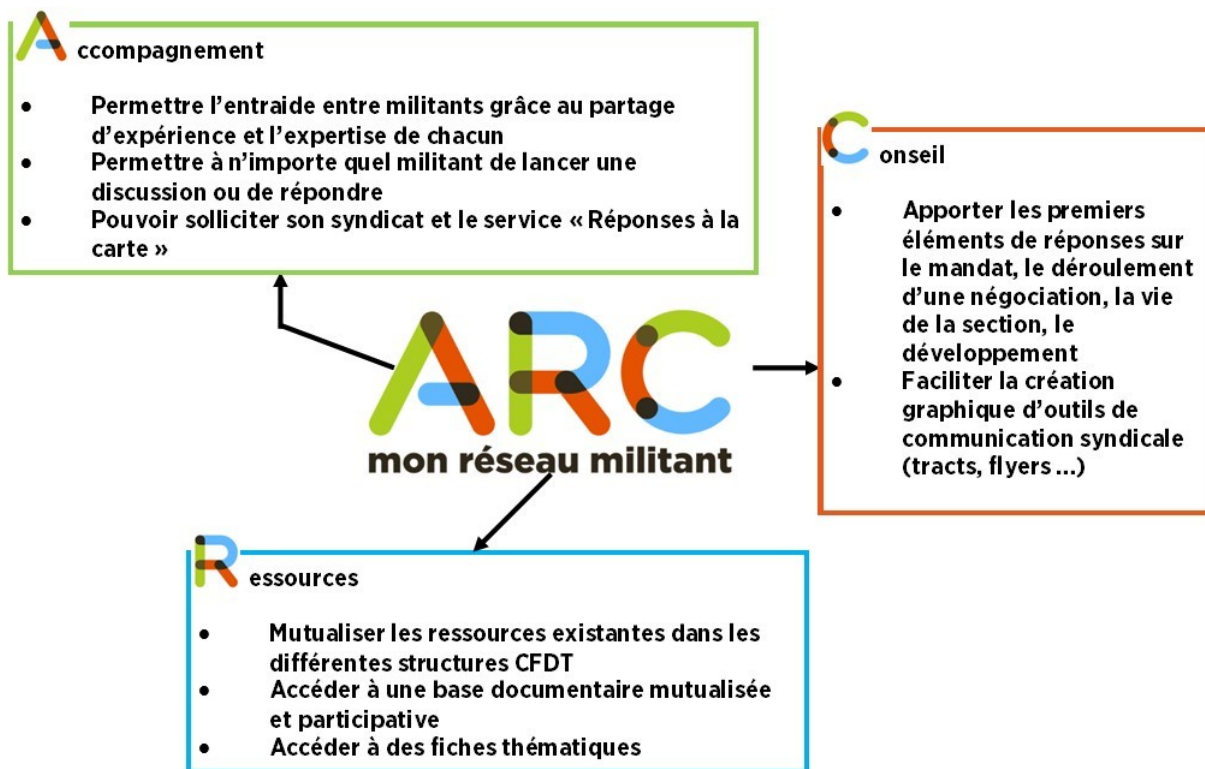 Accompagnement
• Permettre l’entraide entre militants grâce au partage
d’expérience et l’expertise de chacun
• Permettre à n’importe quel militant de lancer une
discussion ou de répondre
• Pouvoir solliciter son syndicat et le service « Réponses à la
carte »
Conseil
• Apporter les premiers
éléments de réponses sur
le mandat, le déroulement
d’une négociation, la vie
de la section, le
développement
• Faciliter la création
graphique d’outils de
communication syndicale
(tracts, flyers ...)
ARC
mon réseau militant
Ressources
• Mutualiser les ressources existantes dans les
différentes structures CFDT
• Accéder à une base documentaire mutualisée
et participative
• Accéder à des fiches thématiques